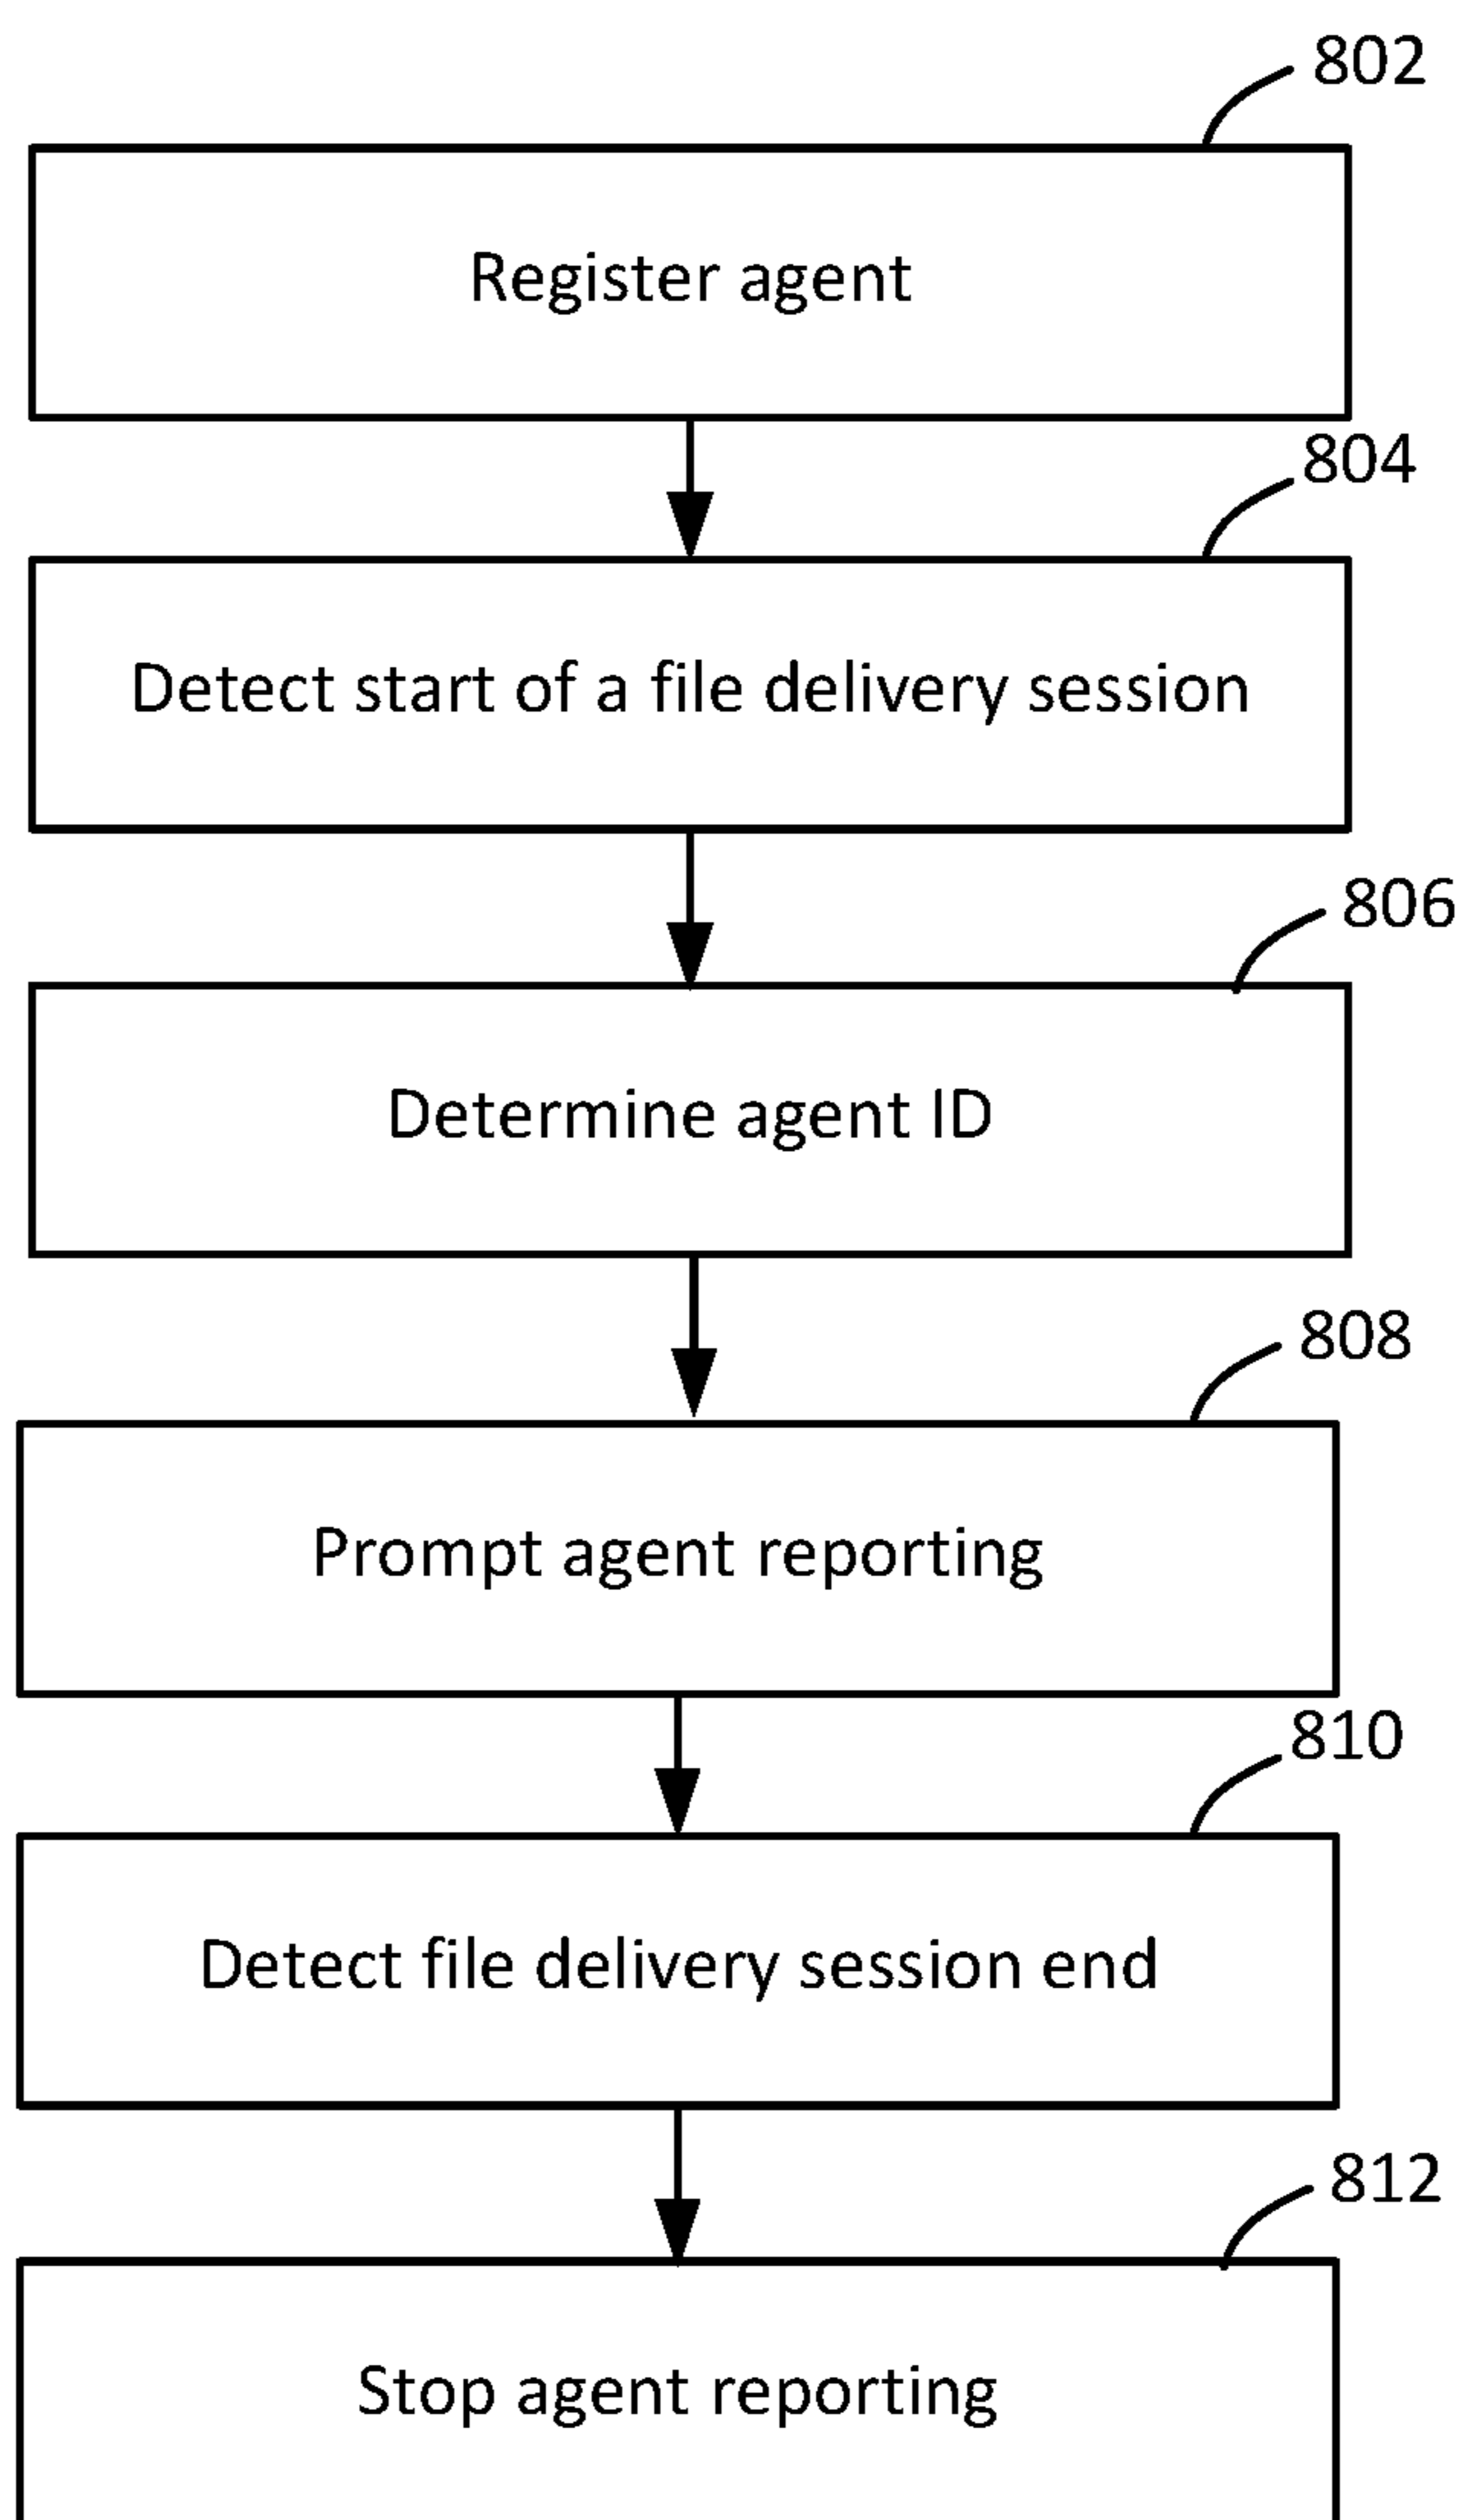 802
Register agent
804
Detect start of a file delivery session
806
Determine agent ID
808
Prompt agent reporting
810
Detect file delivery session end
812
Stop agent reporting